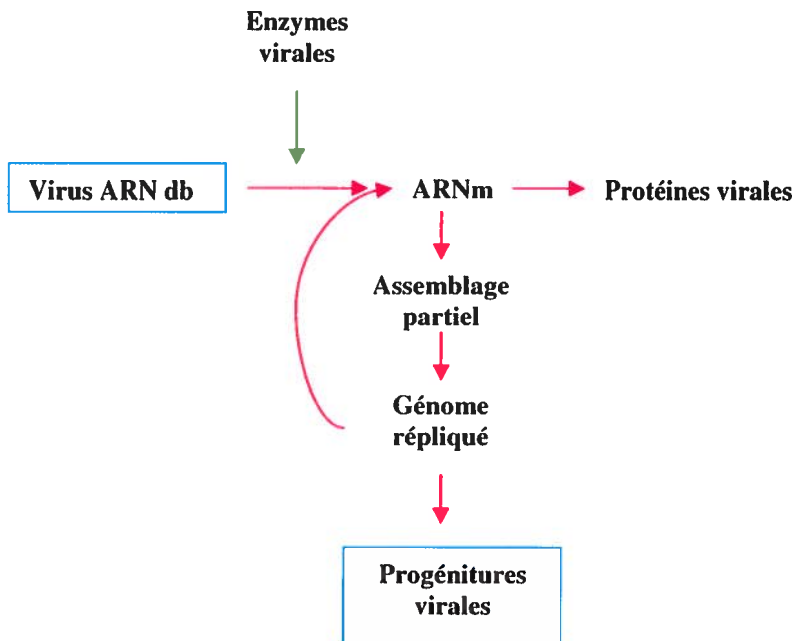 Enzymes
virales
Virus ARN db
ARNm
Protéines virales
Assemblage
partiel
Génome
répliqué
Progénitures
virales